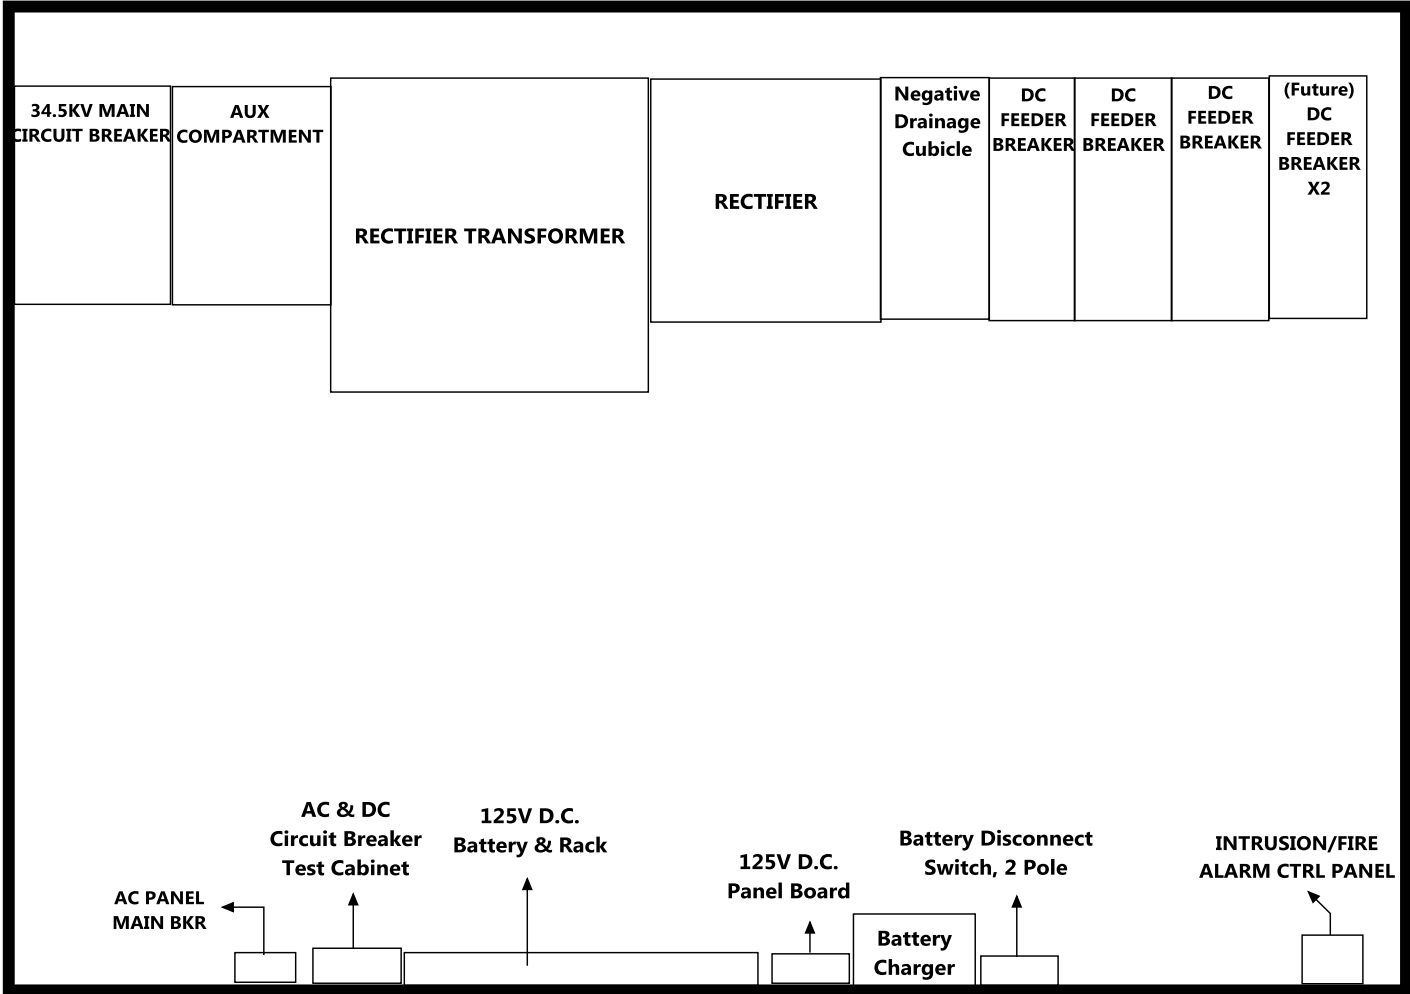 34.5KV MAIN
CIRCUIT BREAKER
AUX
COMPARTMENT
RECTIFIER TRANSFORMER
RECTIFIER
Negative
Drainage
Cubicle
DC
FEEDER
BREAKER
DC
FEEDER
BREAKER
DC
FEEDER
BREAKER
(Future)
DC
FEEDER
BREAKER
X2
AC PANEL
MAIN BKR
AC & DC
Circuit Breaker
Test Cabinet
125V D.C.
Battery & Rack
125V D.C.
Panel Board
Battery
Charger
Battery Disconnect
Switch, 2 Pole
INTRUSION/FIRE
ALARM CTRL PANEL